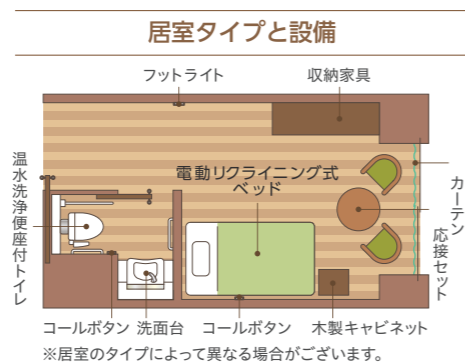 居室タイプと設備
フットライト
収納家具
温水洗浄便座付トイレ
電動リクライニング式
ベッド
カーテン
応接セット
コールボタン
洗面台
コールボタン
木製キャビネット
※居室のタイプによって異なる場合がございます。